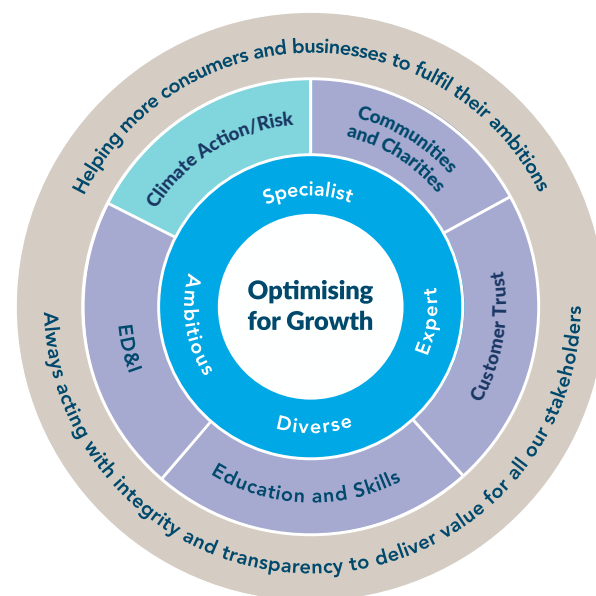 Helping more consumers and businesses to fulfil their ambitions
Climate Action/Risk
Communities
and Charities
Specialist
Ambitious
Optimising
for Growth
Expert
Customer Trust
ED&I
Diverse
Education and Skills
Always acting with integrity and transparency to deliver value for all our stakeholders